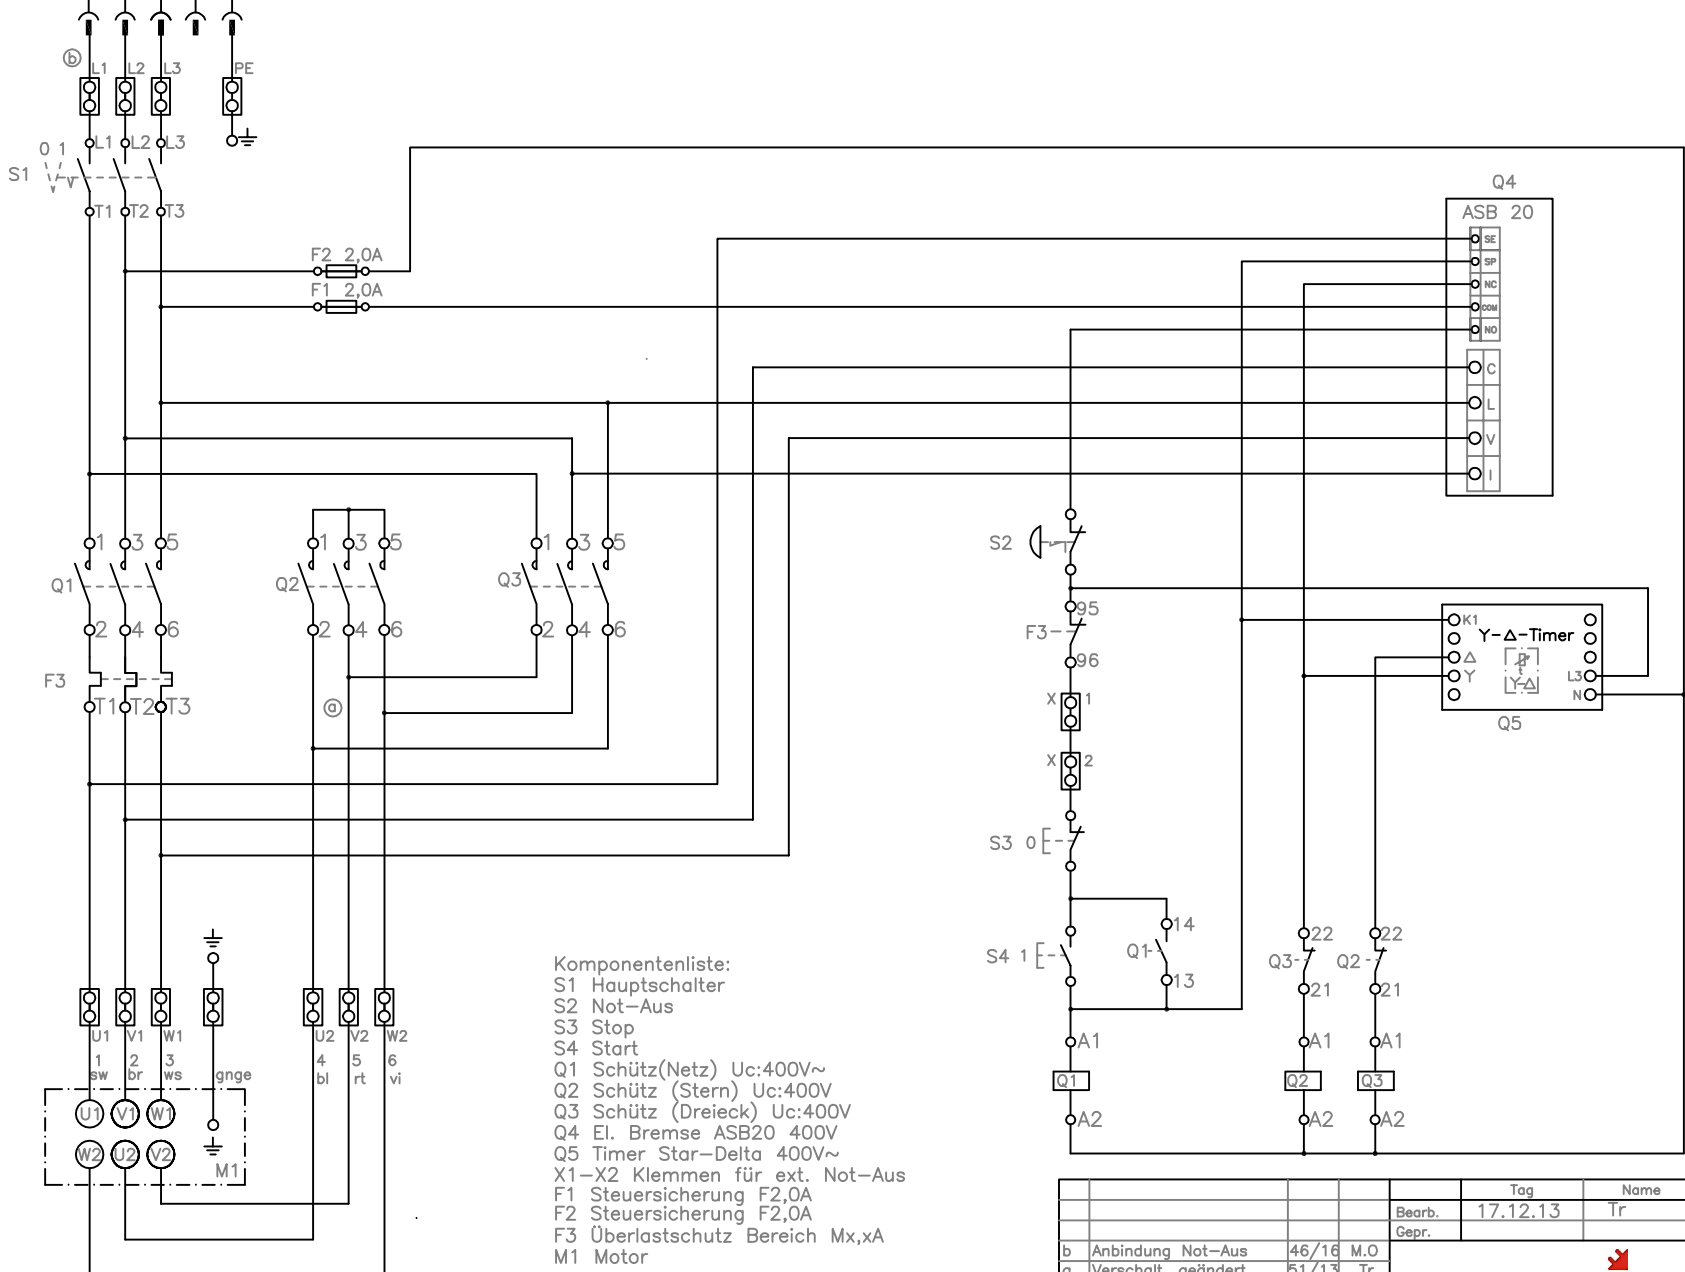 b
L1 L2 L3 PE
0 1 L1 L2 L3
S1
T1 T2 T3
F2 2,0A
F1 2,0A
Q4
ASB 20
SE
SP
NC
COM
NO
C
L
V
I
Q1 1 3 5
2 4 6
Q2 1 3 5
2 4 6
Q3 1 3 5
2 4 6
F3
T1 T2 T3
a
S2
95
F3
96
X 1
X 2
S3 0
S4 1
14
Q1
13
A1
Q1
A2
22
Q3
21
A1
Q2
A2
22
Q2
21
A1
Q3
A2
K1
Y-Δ-Timer
Δ
Y
t
Y-Δ
L3
N
Q5
U1 V1 W1 U2 V2 W2
1 2 3 4 5 6
sw br ws gnge bl rt vi
U1 V1 W1
W2 U2 V2
M1
Komponentenliste:
S1 Hauptschalter
S2 Not-Aus
S3 Stop
S4 Start
Q1 Schütz(Netz) Uc:400V~
Q2 Schütz (Stern) Uc:400V
Q3 Schütz (Dreieck) Uc:400V
Q4 El. Bremse ASB20 400V
Q5 Timer Star-Delta 400V~
X1-X2 Klemmen für ext. Not-Aus
F1 Steuersicherung F2,0A
F2 Steuersicherung F2,0A
F3 Überlastschutz Bereich Mx,xA
M1 Motor
Tag Name
Bearb. 17.12.13 Tr
Gepr.
b Anbindung Not-Aus 46/16 M.O
a Verschalt. geändert 51/13 Tr